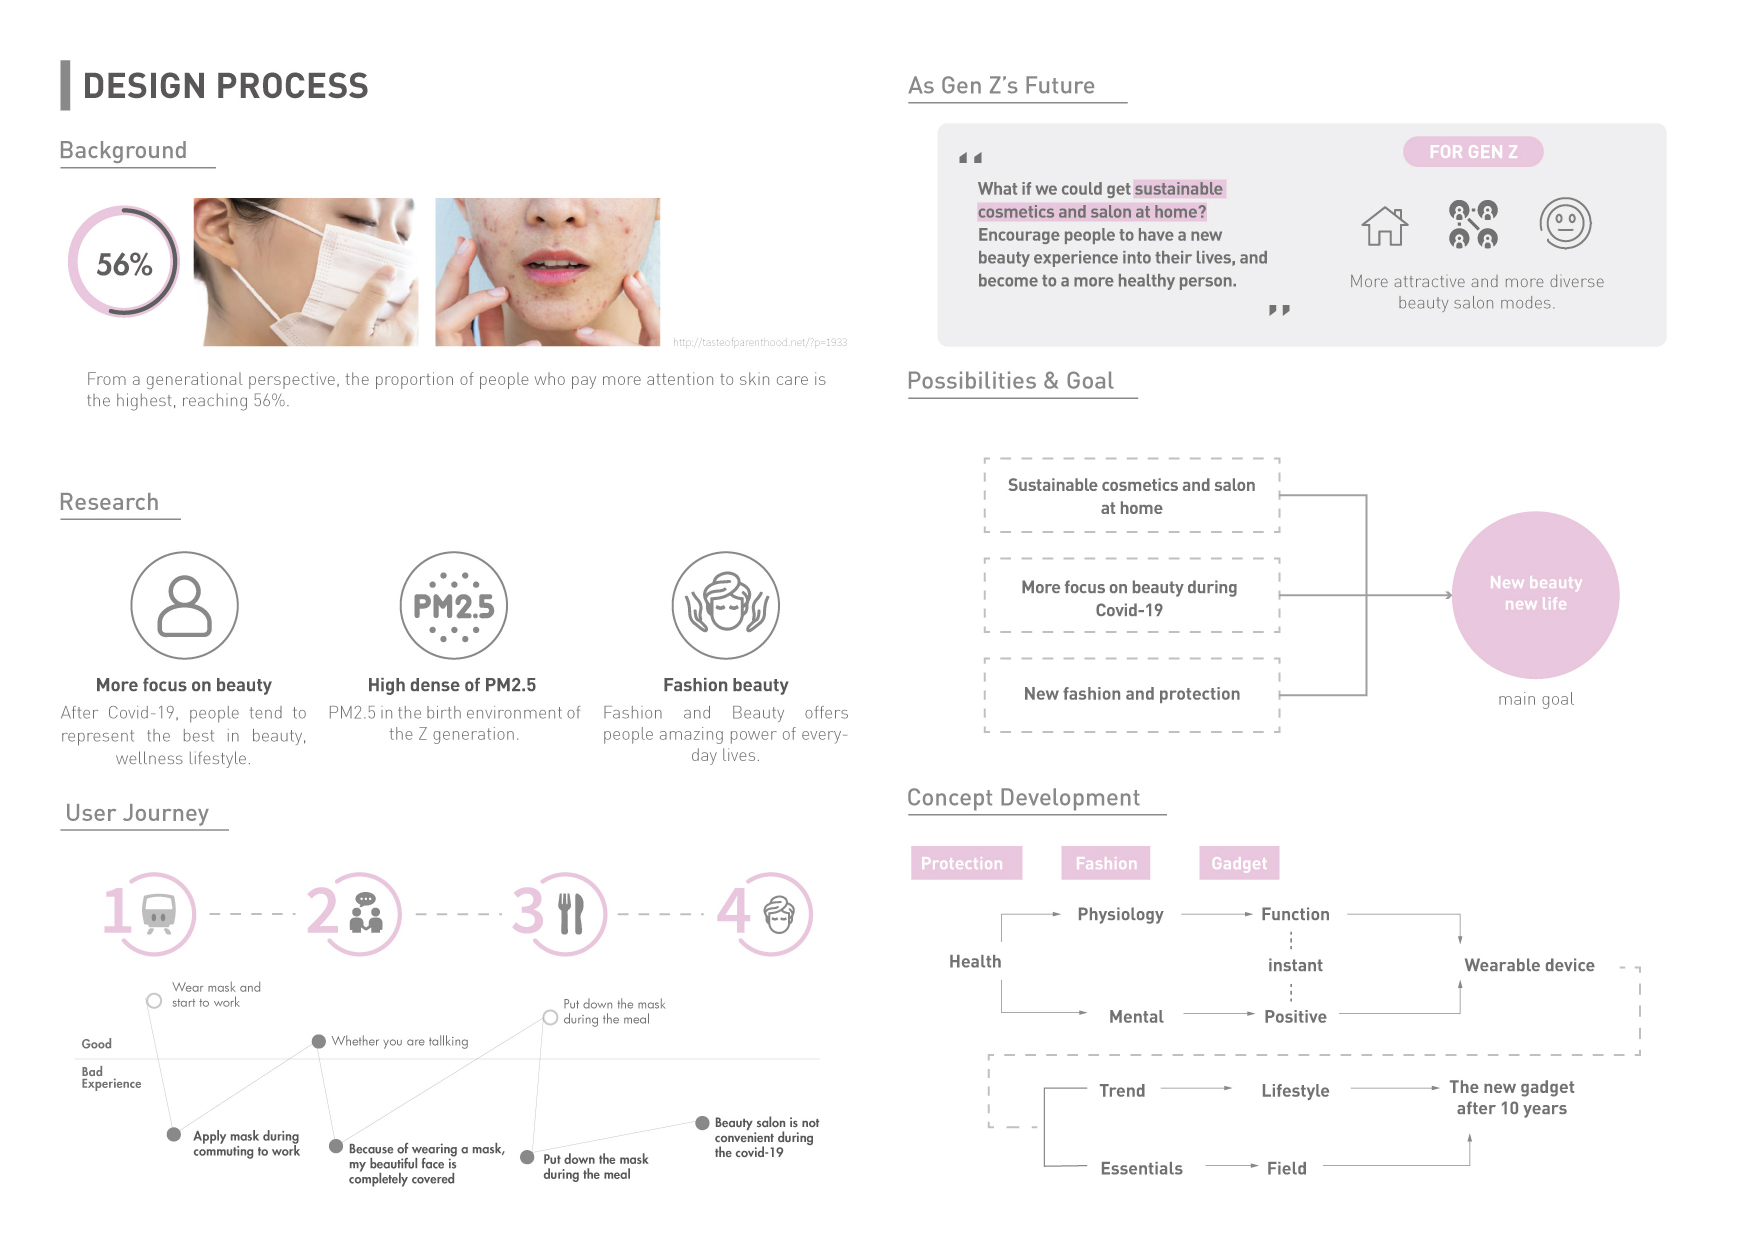 DESIGN PROCESS
Background
56%
http://tasteofparenthood.net/?p=1933
From a generational perspective, the proportion of people who pay more attention to skin care is
the highest, reaching 56%.
Research
PM2.5
More focus on beauty
After Covid-19, people tend to
represent the best in beauty,
wellness lifestyle.
High dense of PM2.5
PM2.5 in the birth environment of
the Z generation.
Fashion beauty
Fashion and Beauty offers
people amazing power of every-
day lives.
User Journey
1
2
3
4
Wear mask and
start to work
Put down the mask
during the meal
Whether you are tallking
Good
Bad
Experience
Apply mask during
commuting to work
Because of wearing a mask,
my beautiful face is
completely covered
Put down the mask
during the meal
Beauty salon is not
convenient during
the covid-19
As Gen Z's Future
What if we could get sustainable
cosmetics and salon at home?
Encourage people to have a new
beauty experience into their lives, and
become to a more healthy person.
FOR GEN Z
More attractive and more diverse
beauty salon modes.
Possibilities & Goal
Sustainable cosmetics and salon
at home
More focus on beauty during
Covid-19
New fashion and protection
New beauty
new life
main goal
Concept Development
Protection
Fashion
Gadget
Physiology
Function
Health
instant
Wearable device
Mental
Positive
Trend
Lifestyle
The new gadget
after 10 years
Essentials
Field